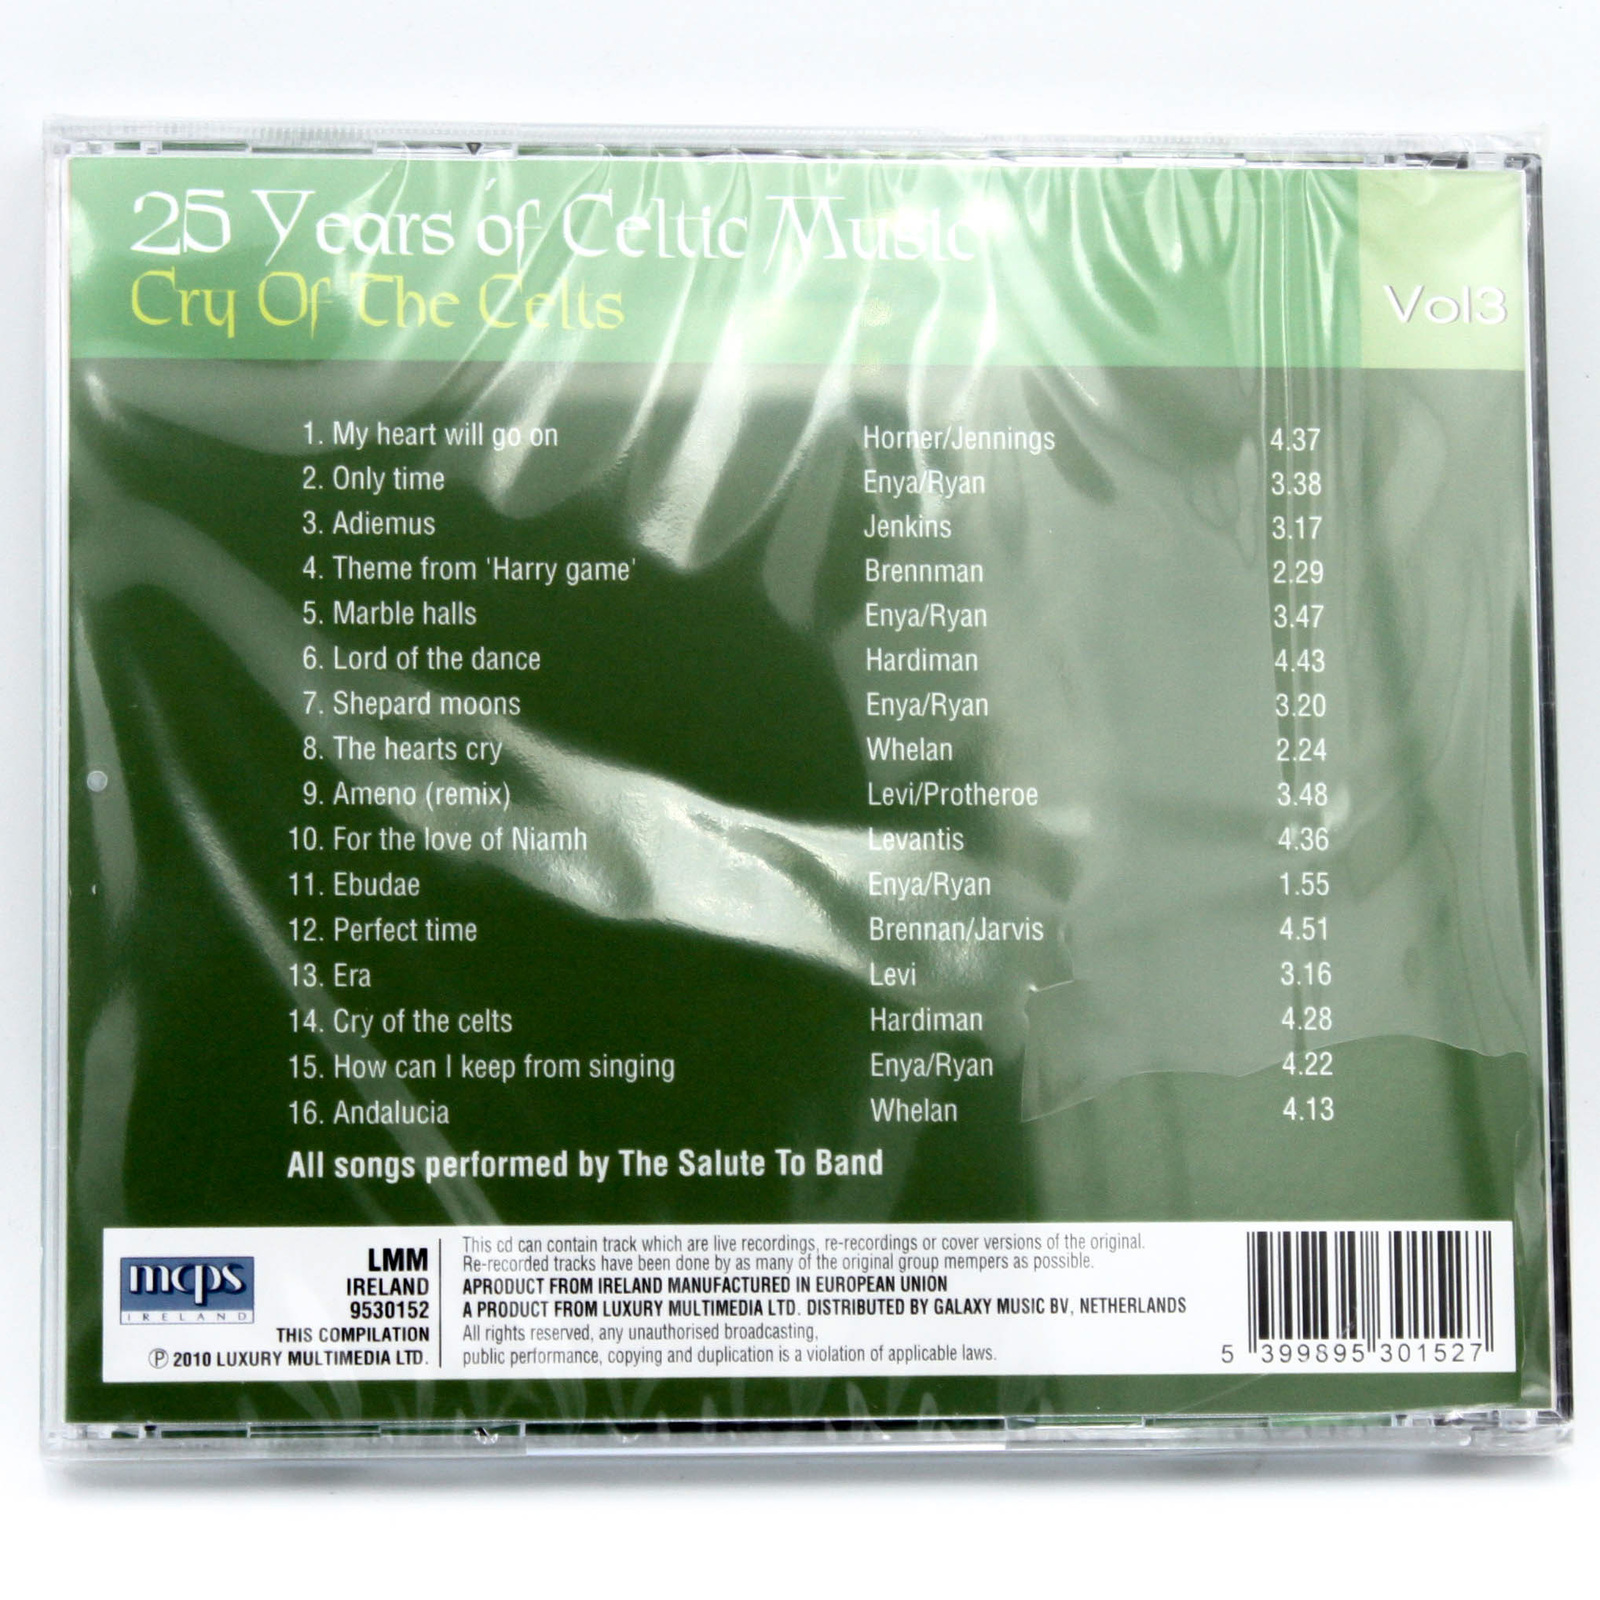 25 Years of Celtic Music
Cry Of The Celts
Vol3
1. My heart will go on Horner/Jennings 4.37
2. Only time Enya/Ryan 3.38
3. Adiemus Jenkins 3.17
4. Theme from 'Harry game' Brennman 2.29
5. Marble halls Enya/Ryan 3.47
6. Lord of the dance Hardiman 4.43
7. Shepard moons Enya/Ryan 3.20
8. The hearts cry Whelan 2.24
9. Ameno (remix) Levi/Protheroe 3.48
10. For the love of Niamh Levantis 4.36
11. Ebudae Enya/Ryan 1.55
12. Perfect time Brennan/Jarvis 4.51
13. Era Levi 3.16
14. Cry of the celts Hardiman 4.28
15. How can I keep from singing Enya/Ryan 4.22
16. Andalucia Whelan 4.13
All songs performed by The Salute To Band
mcps
IRELAND
LMM
IRELAND
9530152
THIS COMPILATION
Ⓟ 2010 LUXURY MULTIMEDIA LTD.
This cd can contain track which are live recordings, re-recordings or cover versions of the original.
Re-recorded tracks have been done by as many of the original group mempers as possible.
APRODUCT FROM IRELAND MANUFACTURED IN EUROPEAN UNION
A PRODUCT FROM LUXURY MULTIMEDIA LTD. DISTRIBUTED BY GALAXY MUSIC BV, NETHERLANDS
All rights reserved, any unauthorised broadcasting,
public performance, copying and duplication is a violation of applicable laws.
5 399895 301527